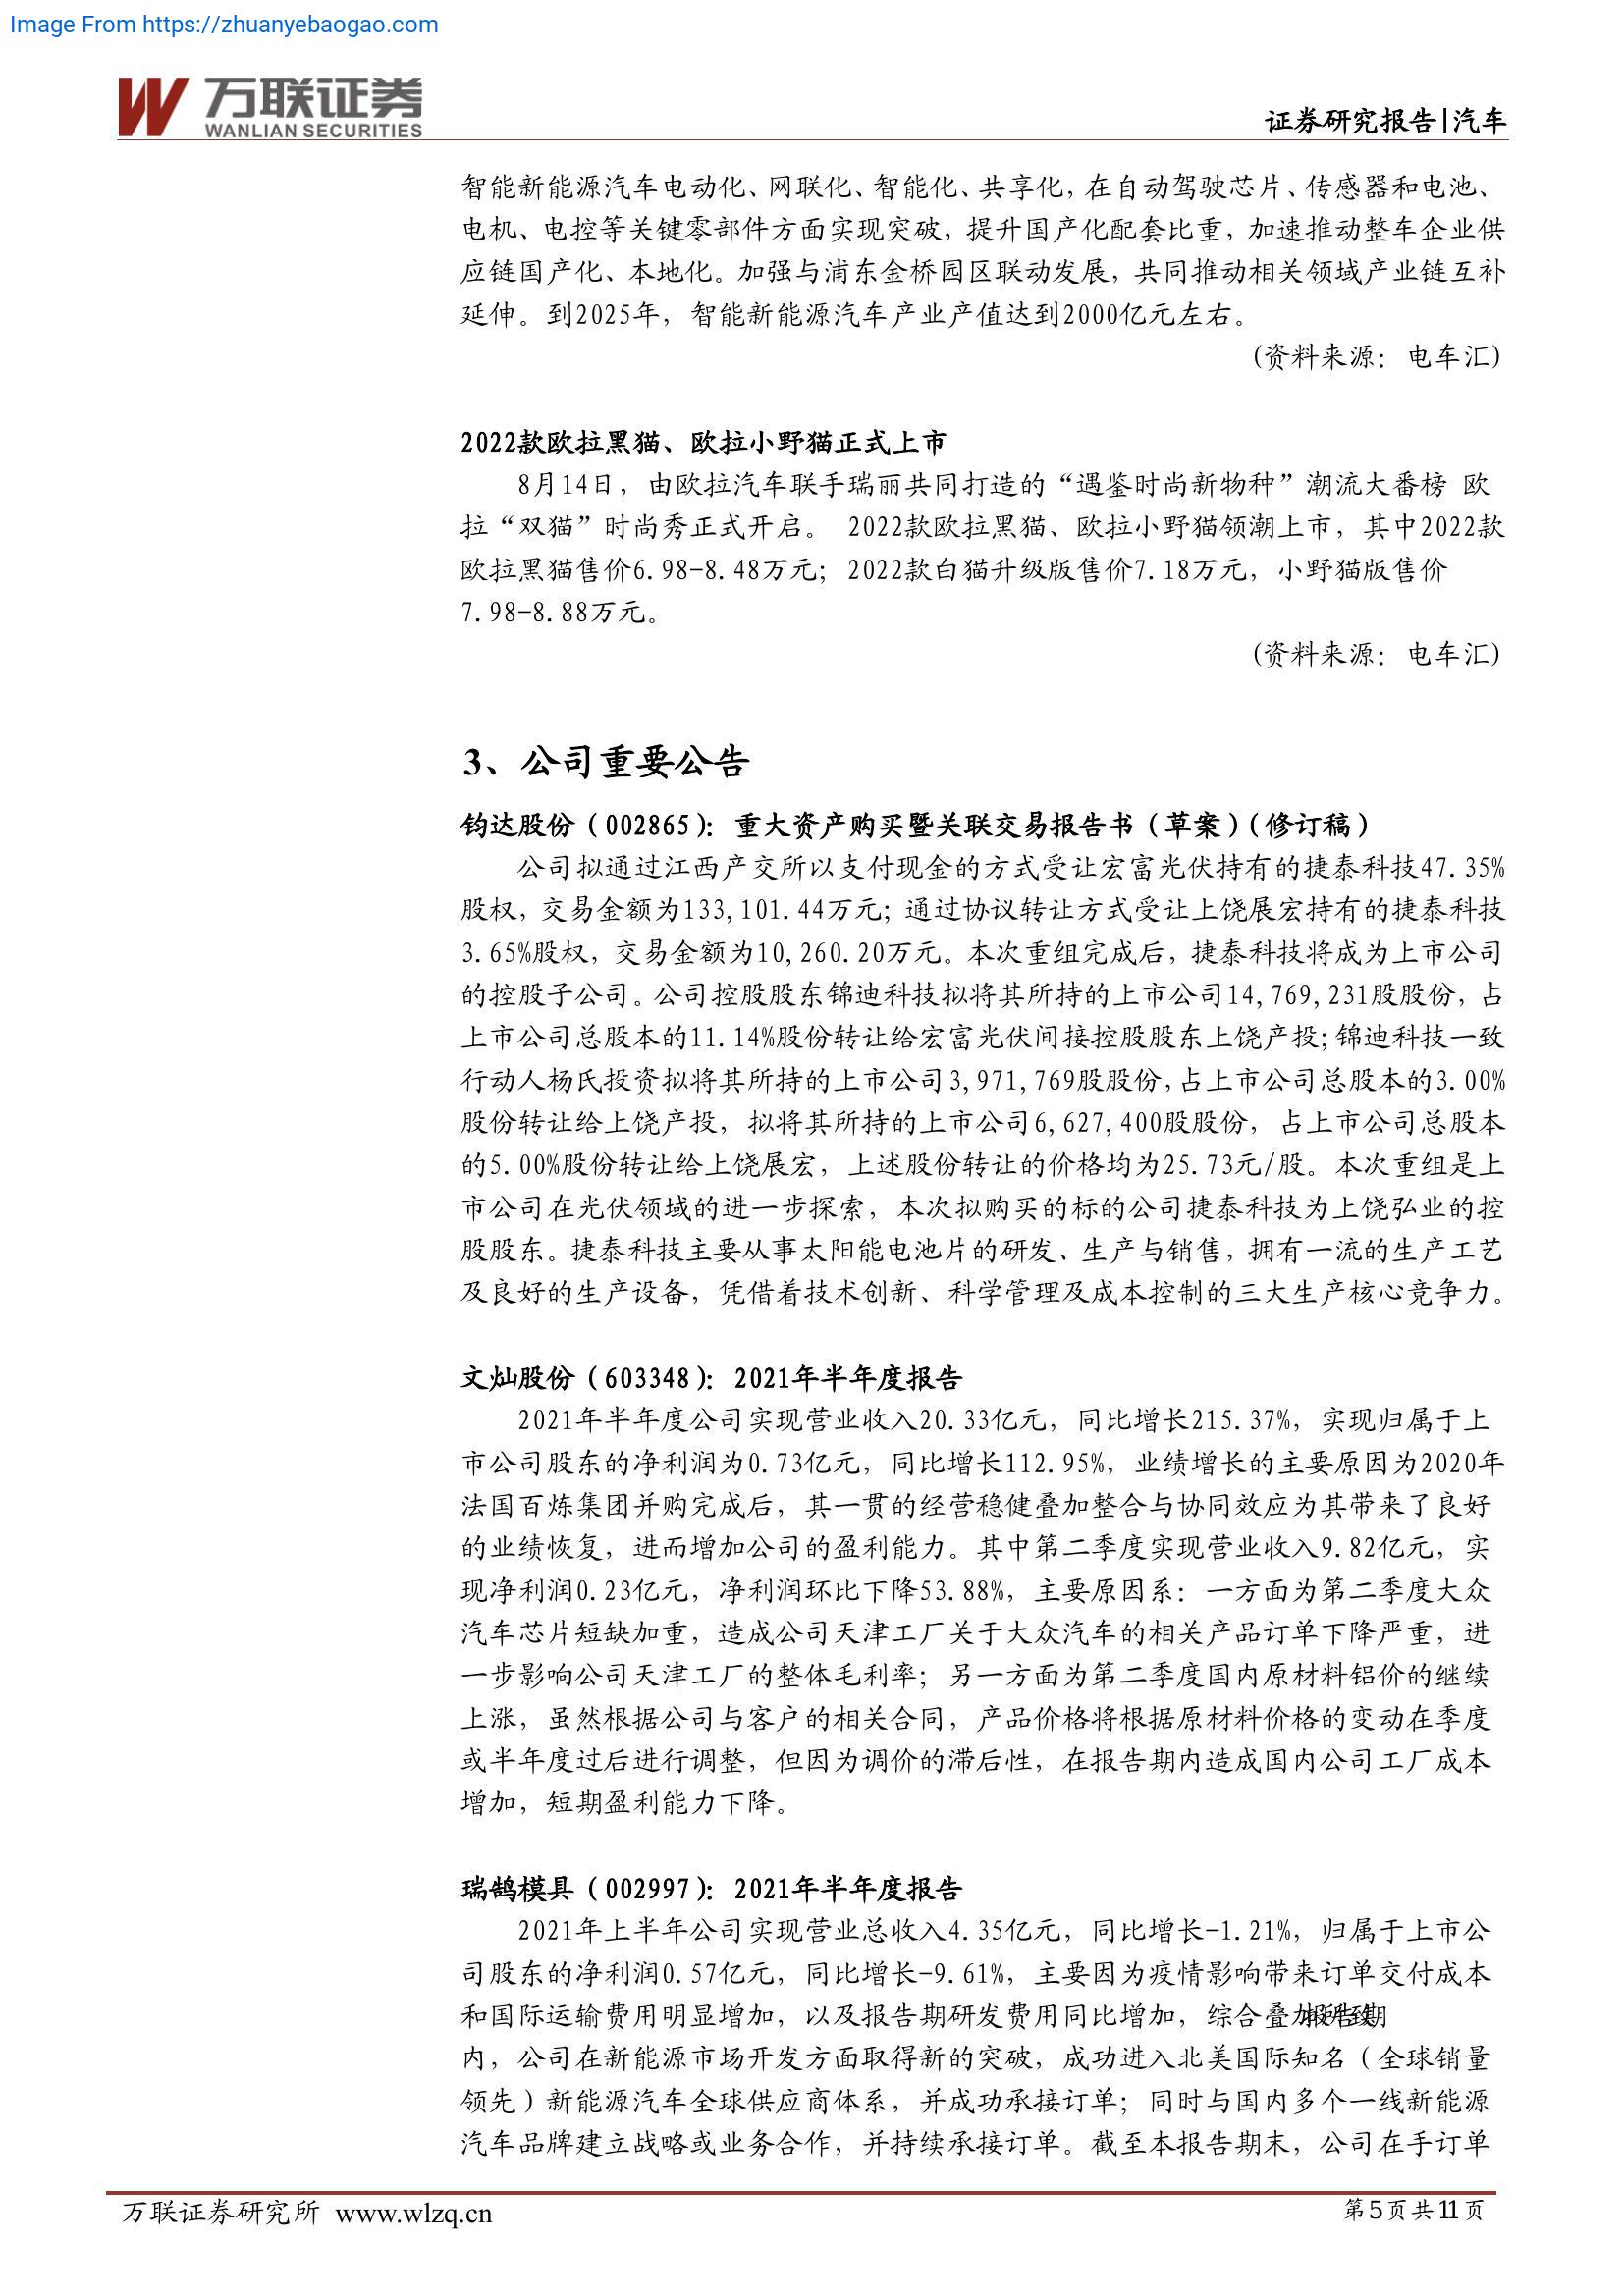 Image From https://zhuanyebaogao.com
万联证券
WANLIAN SECURITIES
证券研究报告|汽车
智能新能源汽车电动化、网联化、智能化、共享化，在自动驾驶芯片、传感器和电池、
电机、电控等关键零部件方面实现突破，提升国产化配套比重，加速推动整车企业供
应链国产化、本地化。加强与浦东金桥园区联动发展，共同推动相关领域产业链互补
延伸。到2025年，智能新能源汽车产业产值达到2000亿元左右。
(资料来源：电车汇)
2022款欧拉黑猫、欧拉小野猫正式上市
8月14日，由欧拉汽车联手瑞丽共同打造的“遇鉴时尚新物种”潮流大番榜 欧
拉“双猫”时尚秀正式开启。 2022款欧拉黑猫、欧拉小野猫领潮上市，其中2022款
欧拉黑猫售价6.98-8.48万元；2022款白猫升级版售价7.18万元，小野猫版售价
7.98-8.88万元。
(资料来源：电车汇)
3、公司重要公告
钧达股份（002865）：重大资产购买暨关联交易报告书（草案）（修订稿）
公司拟通过江西产交所以支付现金的方式受让宏富光伏持有的捷泰科技47.35%
股权，交易金额为133,101.44万元；通过协议转让方式受让上饶展宏持有的捷泰科技
3.65%股权，交易金额为10,260.20万元。本次重组完成后，捷泰科技将成为上市公司
的控股子公司。公司控股股东锦迪科技拟将其所持的上市公司14,769,231股股份，占
上市公司总股本的11.14%股份转让给宏富光伏间接控股股东上饶产投；锦迪科技一致
行动人杨氏投资拟将其所持的上市公司3,971,769股股份，占上市公司总股本的3.00%
股份转让给上饶产投，拟将其所持的上市公司6,627,400股股份，占上市公司总股本
的5.00%股份转让给上饶展宏，上述股份转让的价格均为25.73元/股。本次重组是上
市公司在光伏领域的进一步探索，本次拟购买的标的公司捷泰科技为上饶弘业的控
股股东。捷泰科技主要从事太阳能电池片的研发、生产与销售，拥有一流的生产工艺
及良好的生产设备，凭借着技术创新、科学管理及成本控制的三大生产核心竞争力。
文灿股份（603348）：2021年半年度报告
2021年半年度公司实现营业收入20.33亿元，同比增长215.37%，实现归属于上
市公司股东的净利润为0.73亿元，同比增长112.95%，业绩增长的主要原因为2020年
法国百炼集团并购完成后，其一贯的经营稳健叠加整合与协同效应为其带来了良好
的业绩恢复，进而增加公司的盈利能力。其中第二季度实现营业收入9.82亿元，实
现净利润0.23亿元，净利润环比下降53.88%，主要原因系：一方面为第二季度大众
汽车芯片短缺加重，造成公司天津工厂关于大众汽车的相关产品订单下降严重，进
一步影响公司天津工厂的整体毛利率；另一方面为第二季度国内原材料铝价的继续
上涨，虽然根据公司与客户的相关合同，产品价格将根据原材料价格的变动在季度
或半年度过后进行调整，但因为调价的滞后性，在报告期内造成国内公司工厂成本
增加，短期盈利能力下降。
瑞鹄模具（002997）：2021年半年度报告
2021年上半年公司实现营业总收入4.35亿元，同比增长-1.21%，归属于上市公
司股东的净利润0.57亿元，同比增长-9.61%，主要因为疫情影响带来订单交付成本
和国际运输费用明显增加，以及报告期研发费用同比增加，综合叠加
内，公司在新能源市场开发方面取得新的突破，成功进入北美国际知名（全球销量
领先）新能源汽车全球供应商体系，并成功承接订单；同时与国内多个一线新能源
汽车品牌建立战略或业务合作，并持续承接订单。截至本报告期末，公司在手订单
万联证券研究所 www.wlzq.cn
第5页共11页